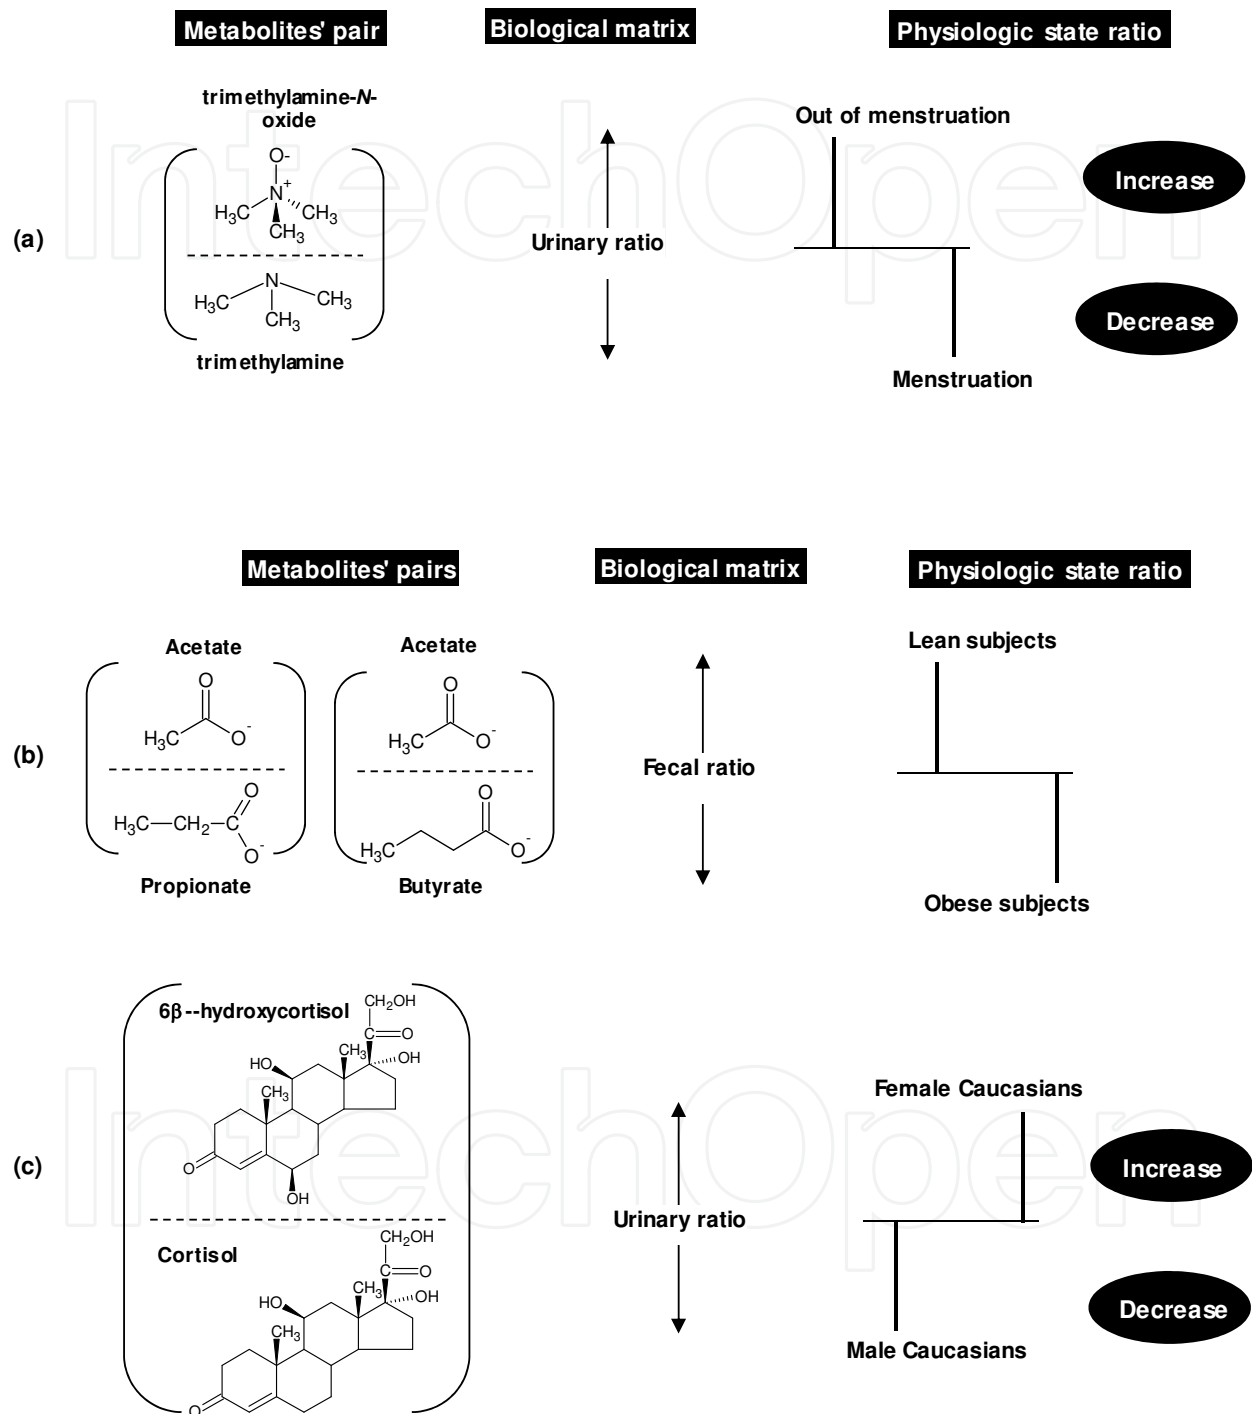 Metabolites' pair
Biological matrix
Physiologic state ratio
trimethylamine-N-
oxide
O-
N+
H3C
CH3
CH3
N
H3C
CH3
CH3
trimethylamine
(a)
Urinary ratio
Out of menstruation
Menstruation
Increase
Decrease
Metabolites' pairs
Biological matrix
Physiologic state ratio
(b)
Acetate
O
H3C
O-
O
H3C—CH2—C
O-
Propionate
Acetate
O
H3C
O-
O
H3C
O-
Butyrate
Fecal ratio
Lean subjects
Obese subjects
(c)
6β--hydroxycortisol
CH2OH
C=O
CH3
OH
HO
CH3
O
OH
Cortisol
CH2OH
C=O
CH3
OH
HO
CH3
O
Urinary ratio
Female Caucasians
Male Caucasians
Increase
Decrease
IntechOpen
IntechOpen